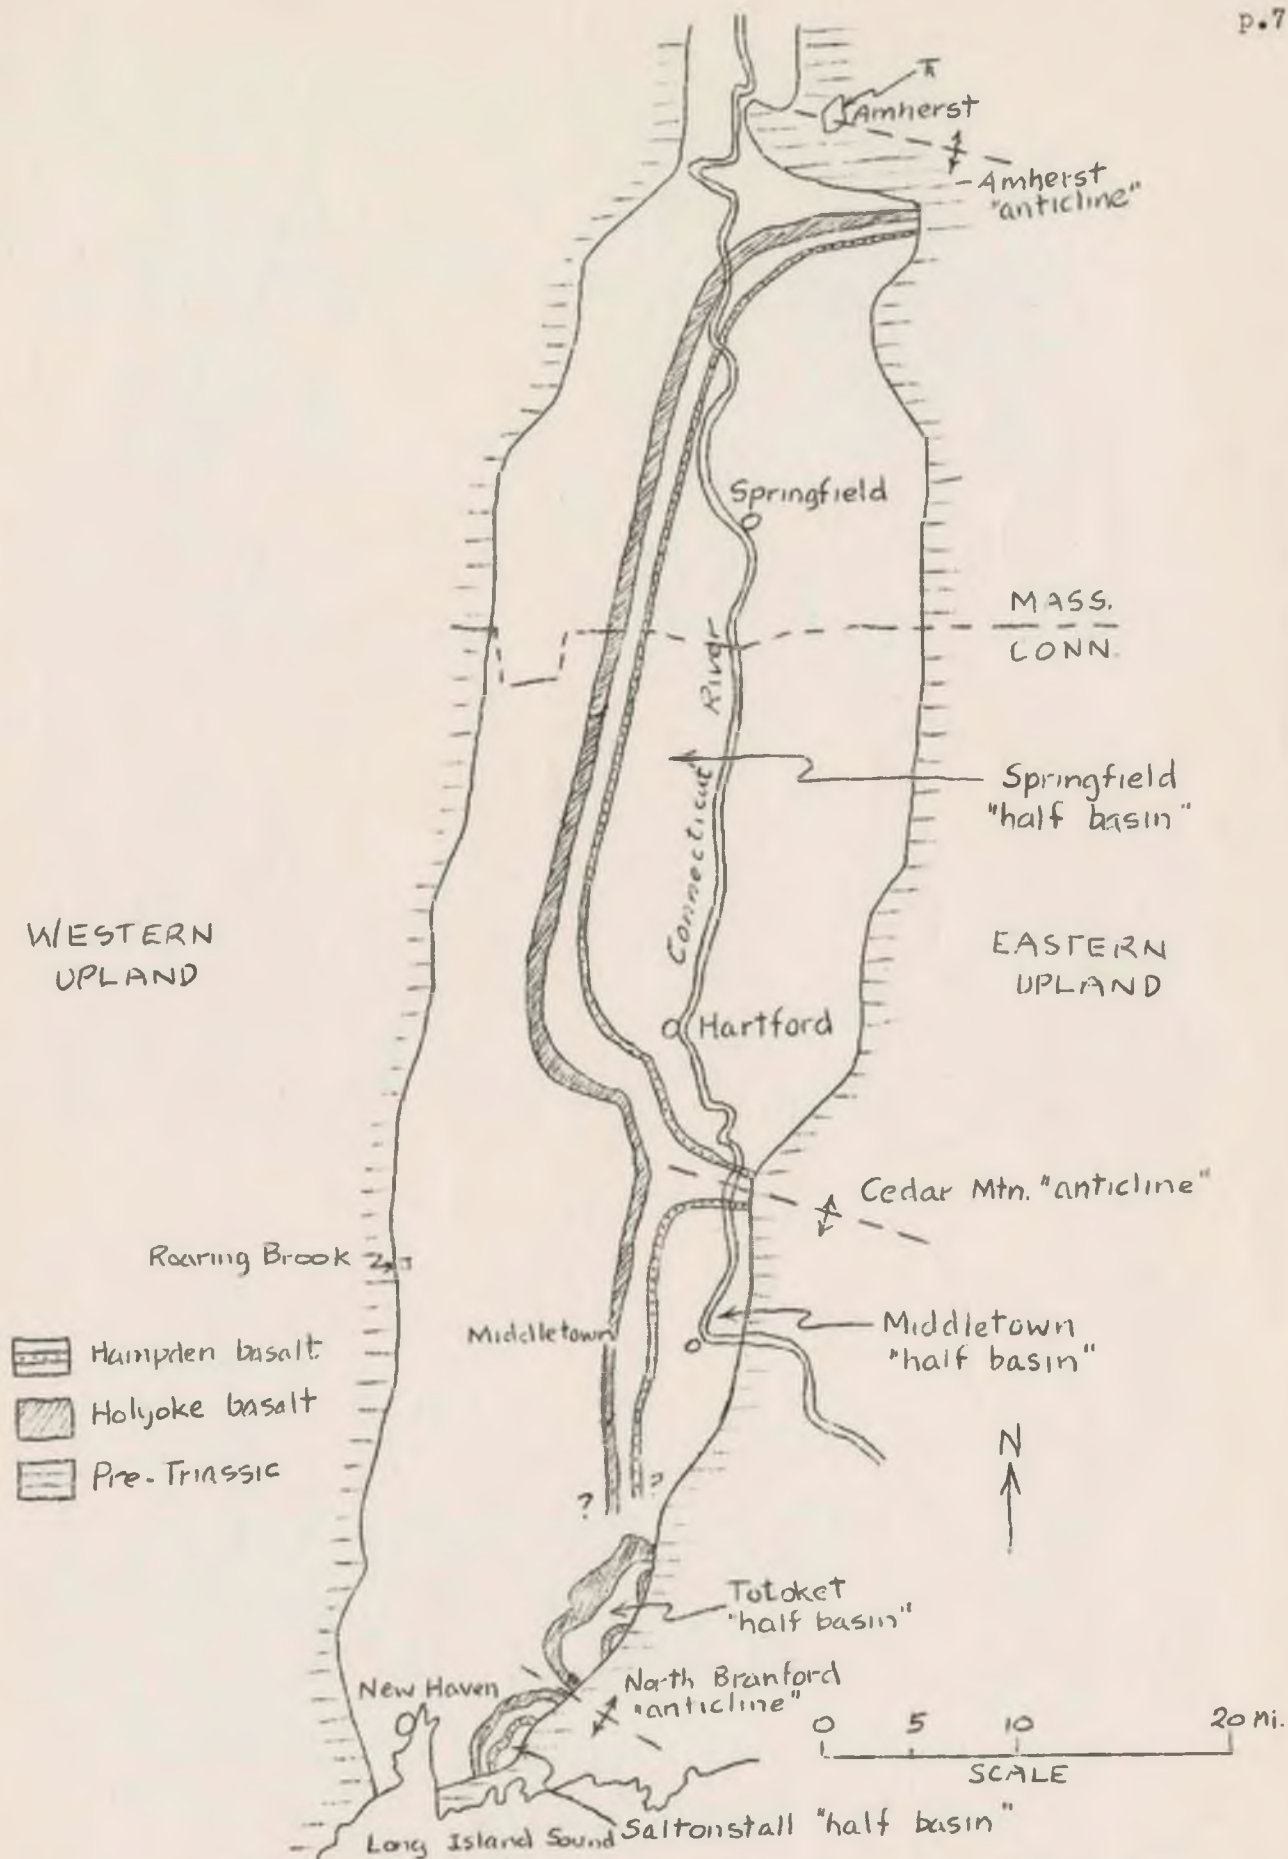 p.7
Ћ
Amherst
Amherst
"anticline"
Springfield
MASS.
CONN.
Connecticut River
Springfield
"half basin"
WESTERN
UPLAND
EASTERN
UPLAND
Hartford
Cedar Mtn. "anticline"
Roaring Brook
Middletown
Middletown
"half basin"
Hampden basalt
Holyoke basalt
Pre-Triassic
N
?
?
Totoket
"half basin"
North Branford
"anticline"
New Haven
0 5 10 20 Mi.
SCALE
Saltonstall "half basin"
Long Island Sound